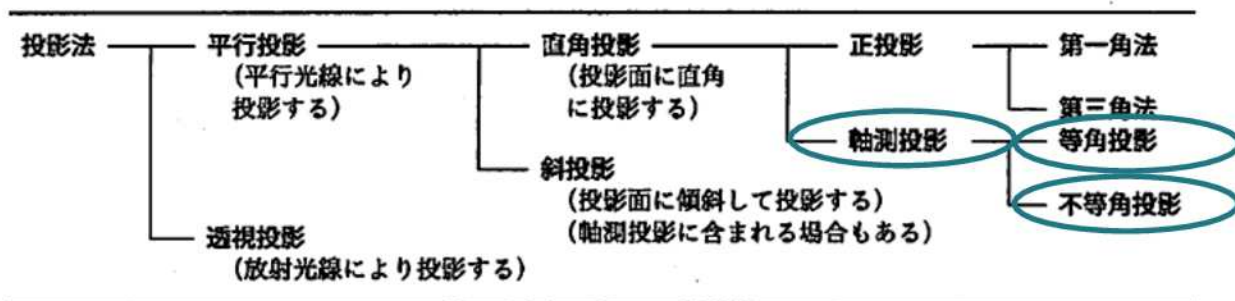 投影法 平行投影 直角投影 正投影 第一角法
(平行光線により (投影面に直角
投影する) に投影する) 第三角法
軸測投影 等角投影
斜投影
(投影面に傾斜して投影する) 不等角投影
(軸測投影に含まれる場合もある)
透視投影
(放射光線により投影する)